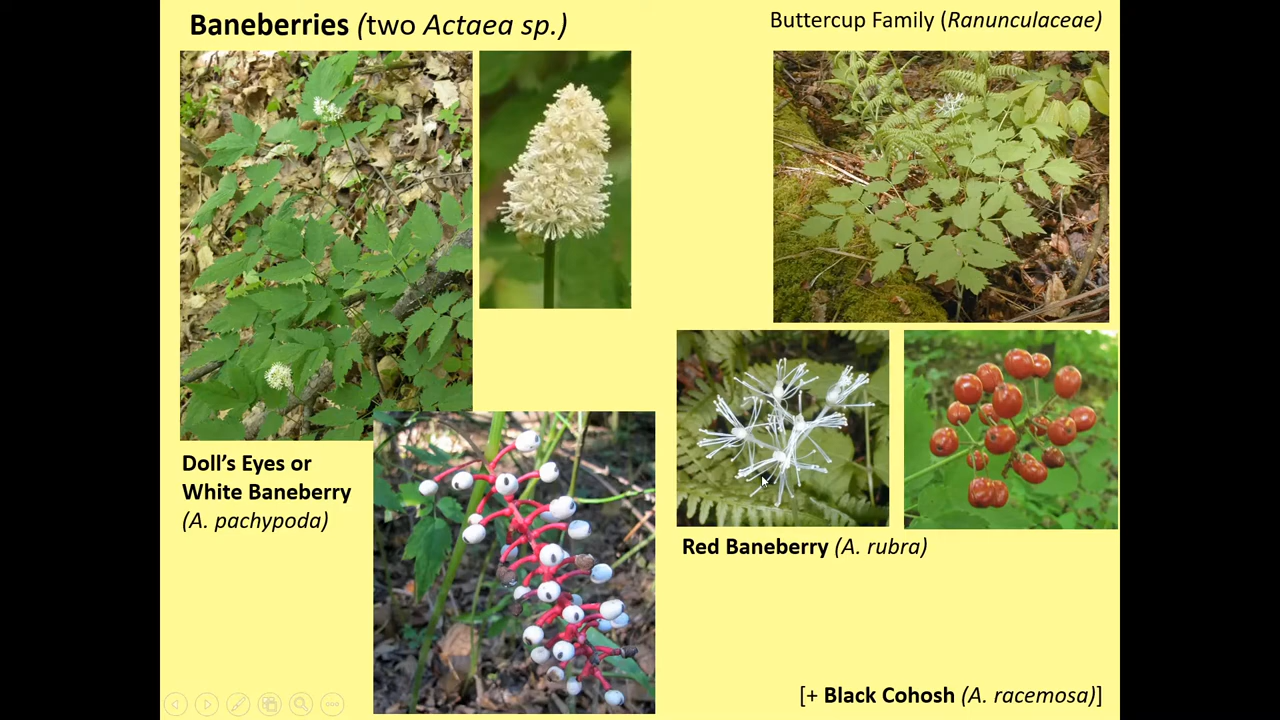 Baneberries (two Actaea sp.)
Buttercup Family (Ranunculaceae)
Doll's Eyes or
White Baneberry
(A. pachypoda)
Red Baneberry (A. rubra)
[+ Black Cohosh (A. racemosa)]